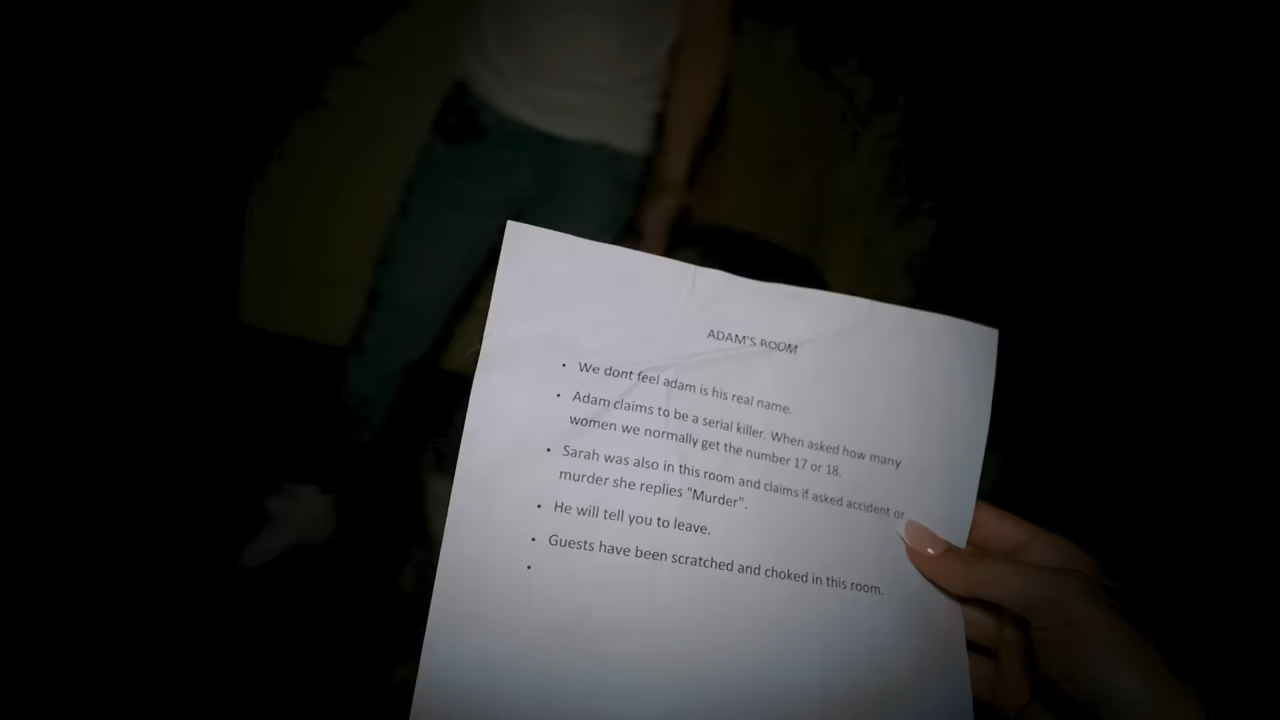 ADAM'S ROOM
• We dont feel adam is his real name.
• Adam claims to be a serial killer. When asked how many
women we normally get the number 17 or 18.
• Sarah was also in this room and claims if asked accident or
murder she replies "Murder".
• He will tell you to leave.
• Guests have been scratched and choked in this room.
•